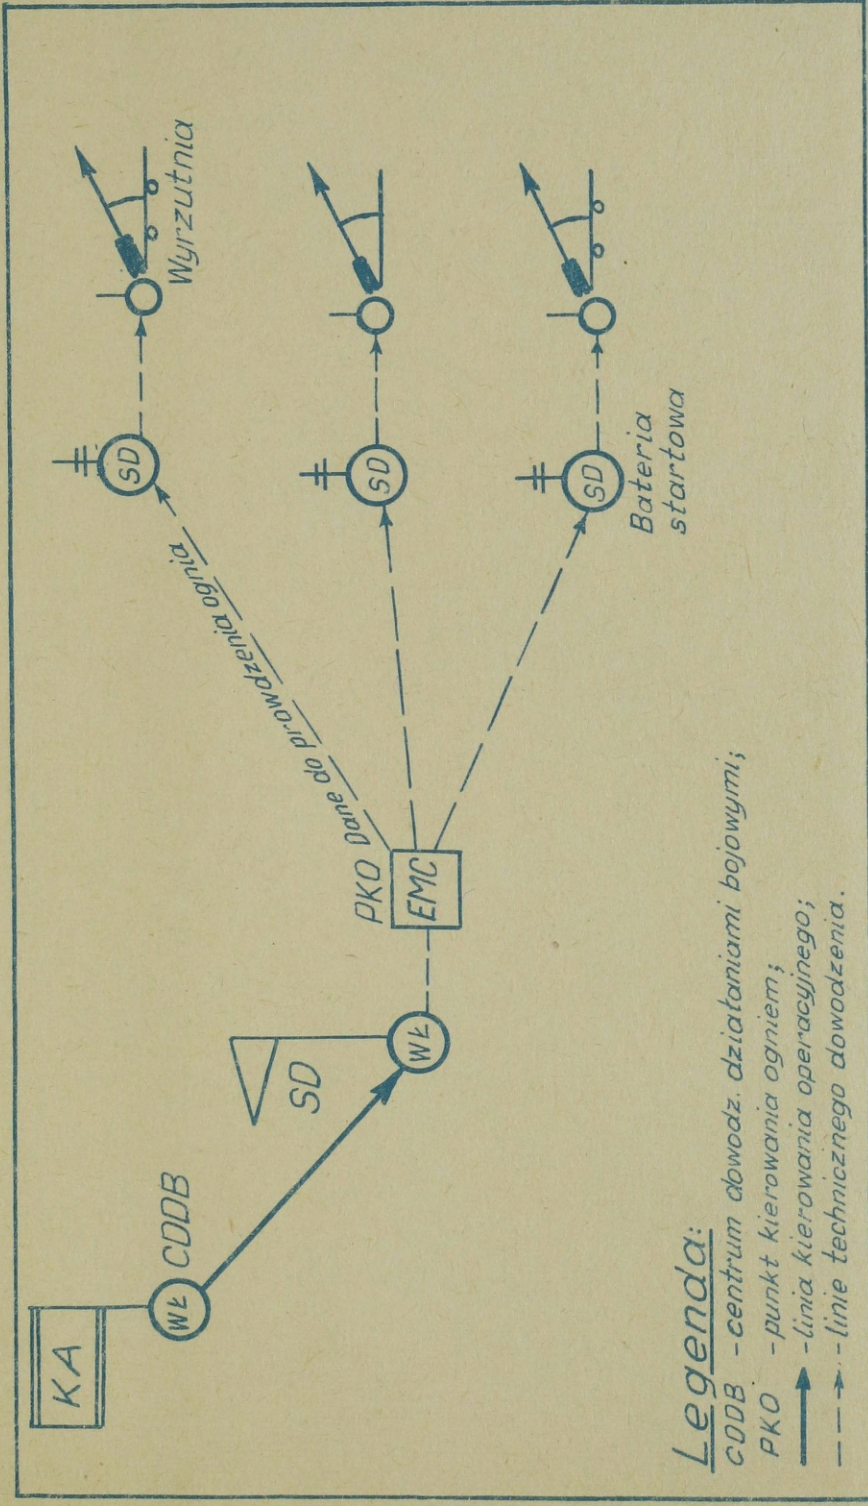 KA
WŁ CDDB
SD
WŁ
PKO
EMC
Dane do prowadzenia ognia
SD
SD
SD
Wyrzutnia
Bateria
startowa
Legenda:
CDDB - centrum dowodz. działaniami bojowymi;
PKO - punkt kierowania ogniem;
- linia kierowania operacyjnego;
- linie technicznego dowodzenia.